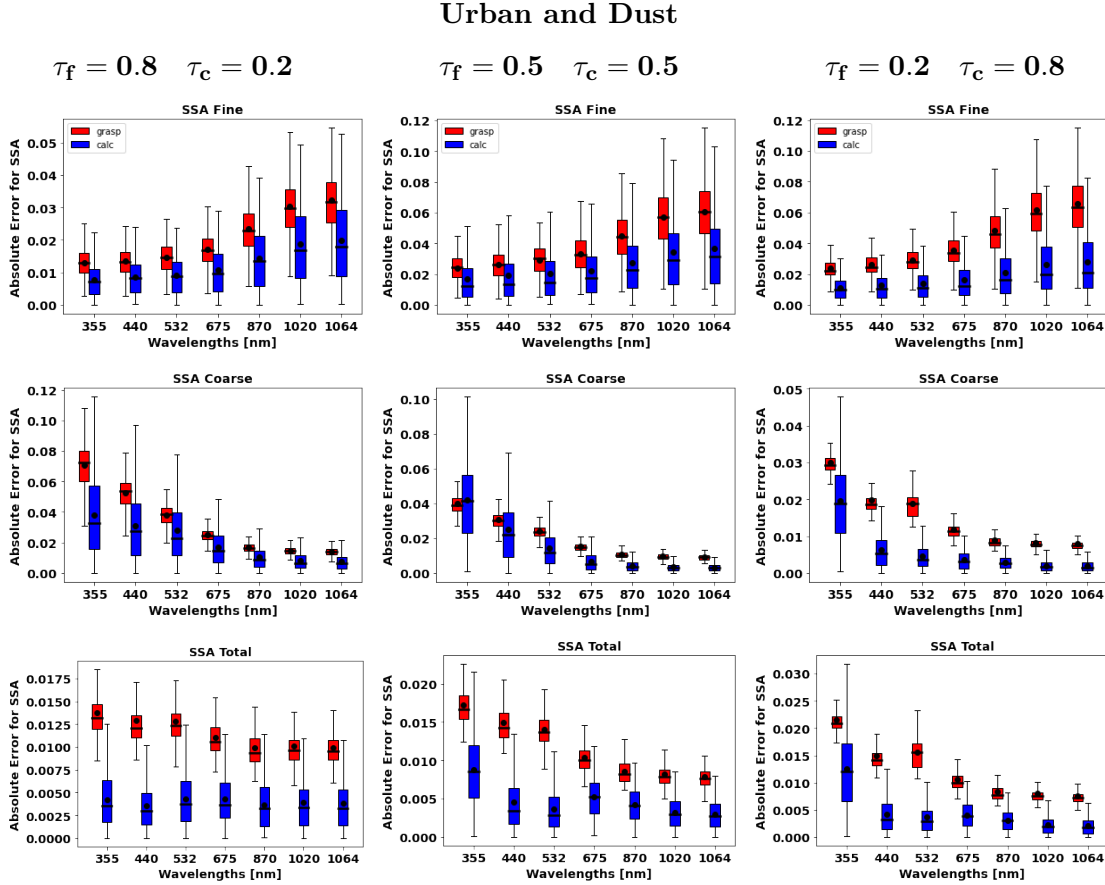 Urban and Dust
τf = 0.8 τc = 0.2
τf = 0.5 τc = 0.5
τf = 0.2 τc = 0.8
SSA Fine
SSA Fine
SSA Fine
Absolute Error for SSA
0.05
0.04
0.03
0.02
0.01
0.00
grasp
calc
355 440 532 675 870 1020 1064
Wavelengths [nm]
Absolute Error for SSA
0.12
0.10
0.08
0.06
0.04
0.02
0.00
grasp
calc
355 440 532 675 870 1020 1064
Wavelengths [nm]
Absolute Error for SSA
0.12
0.10
0.08
0.06
0.04
0.02
0.00
grasp
calc
355 440 532 675 870 1020 1064
Wavelengths [nm]
SSA Coarse
SSA Coarse
SSA Coarse
Absolute Error for SSA
0.12
0.10
0.08
0.06
0.04
0.02
0.00
355 440 532 675 870 1020 1064
Wavelengths [nm]
Absolute Error for SSA
0.10
0.08
0.06
0.04
0.02
0.00
355 440 532 675 870 1020 1064
Wavelengths [nm]
Absolute Error for SSA
0.05
0.04
0.03
0.02
0.01
0.00
355 440 532 675 870 1020 1064
Wavelengths [nm]
SSA Total
SSA Total
SSA Total
Absolute Error for SSA
0.0175
0.0150
0.0125
0.0100
0.0075
0.0050
0.0025
0.0000
355 440 532 675 870 1020 1064
Wavelengths [nm]
Absolute Error for SSA
0.020
0.015
0.010
0.005
0.000
355 440 532 675 870 1020 1064
Wavelengths [nm]
Absolute Error for SSA
0.030
0.025
0.020
0.015
0.010
0.005
0.000
355 440 532 675 870 1020 1064
Wavelengths [nm]